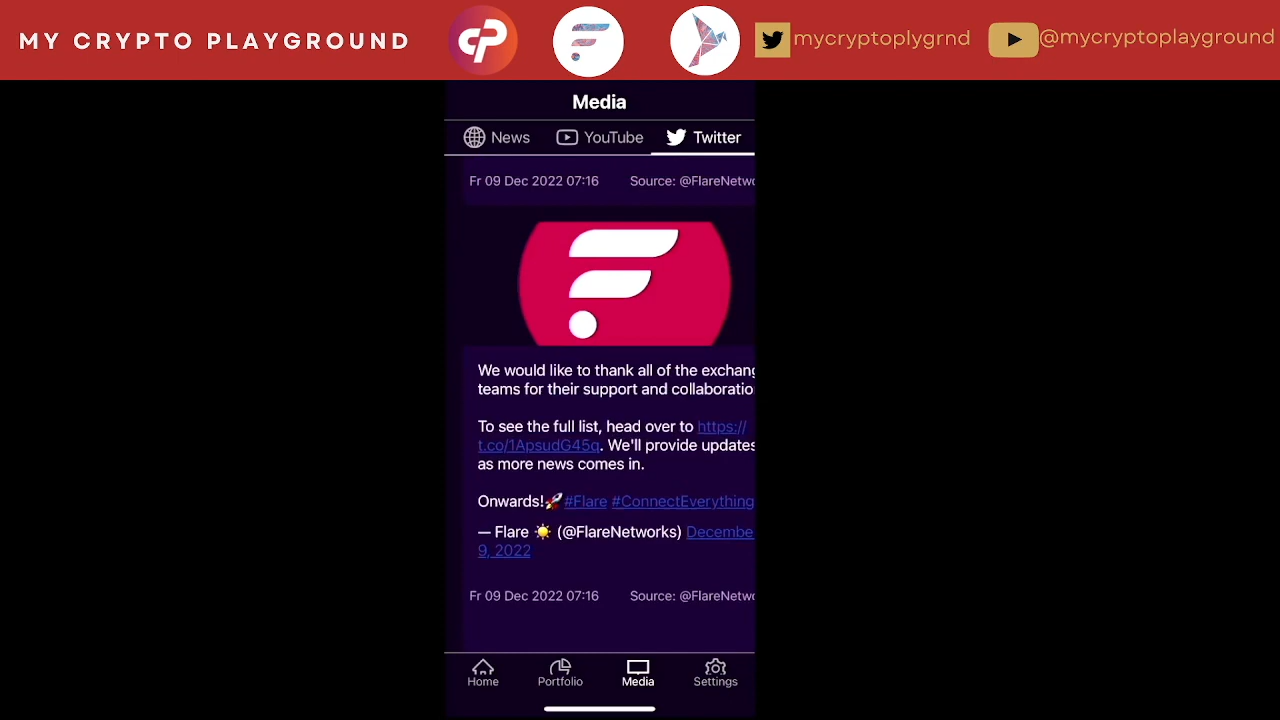 MY CRYPTO PLAYGROUND
mycryptoplygrnd
@mycryptoplayground
Media
News YouTube Twitter
Fr 09 Dec 2022 07:16 Source: @FlareNetwo
We would like to thank all of the exchang
teams for their support and collaboratio
To see the full list, head over to https://
t.co/1ApsudG45q. We'll provide updates
as more news comes in.
Onwards!🚀#Flare #ConnectEverything
— Flare ☀️ (@FlareNetworks) Decembe
9, 2022
Fr 09 Dec 2022 07:16 Source: @FlareNetwo
Home Portfolio Media Settings